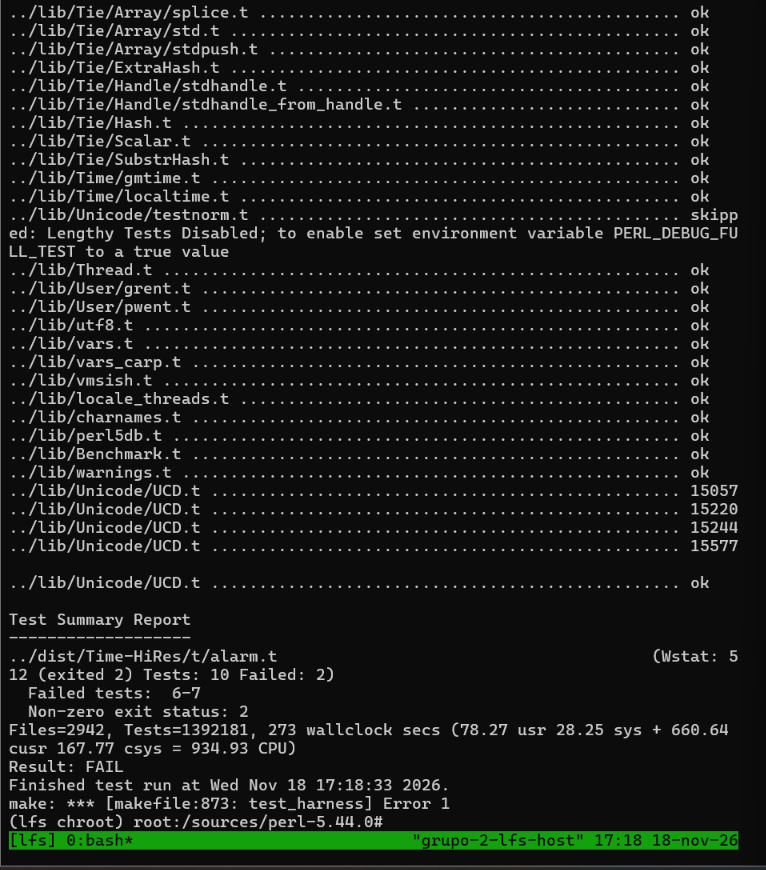 ../lib/Tie/Array/splice.t .......................................... ok
../lib/Tie/Array/std.t ............................................. ok
../lib/Tie/Array/stdpush.t ......................................... ok
../lib/Tie/ExtraHash.t ............................................. ok
../lib/Tie/Handle/stdhandle.t ...................................... ok
../lib/Tie/Handle/stdhandle_from_handle.t .......................... ok
../lib/Tie/Hash.t .................................................. ok
../lib/Tie/Scalar.t ................................................ ok
../lib/Tie/SubstrHash.t ............................................ ok
../lib/Time/gmtime.t ............................................... ok
../lib/Time/localtime.t ............................................ ok
../lib/Unicode/testnorm.t .......................................... skipp
ed: Lengthy Tests Disabled; to enable set environment variable PERL_DEBUG_FU
LL_TEST to a true value
../lib/Thread.t .................................................... ok
../lib/User/grent.t ................................................ ok
../lib/User/pwent.t ................................................ ok
../lib/utf8.t ...................................................... ok
../lib/vars.t ...................................................... ok
../lib/vars_carp.t ................................................. ok
../lib/vmsish.t .................................................... ok
../lib/locale_threads.t ............................................ ok
../lib/charnames.t ................................................. ok
../lib/perl5db.t ................................................... ok
../lib/Benchmark.t ................................................. ok
../lib/warnings.t .................................................. ok
../lib/Unicode/UCD.t ............................................... 15057
../lib/Unicode/UCD.t ............................................... 15220
../lib/Unicode/UCD.t ............................................... 15244
../lib/Unicode/UCD.t ............................................... 15577
../lib/Unicode/UCD.t ............................................... ok
Test Summary Report
-------------------
../dist/Time-HiRes/t/alarm.t                                     (Wstat: 5
12 (exited 2) Tests: 10 Failed: 2)
  Failed tests:  6-7
  Non-zero exit status: 2
Files=2942, Tests=1392181, 273 wallclock secs (78.27 usr 28.25 sys + 660.64
cusr 167.77 csys = 934.93 CPU)
Result: FAIL
Finished test run at Wed Nov 18 17:18:33 2026.
make: *** [makefile:873: test_harness] Error 1
(lfs chroot) root:/sources/perl-5.44.0#
[lfs] 0:bash*                            "grupo-2-lfs-host" 17:18 18-nov-26